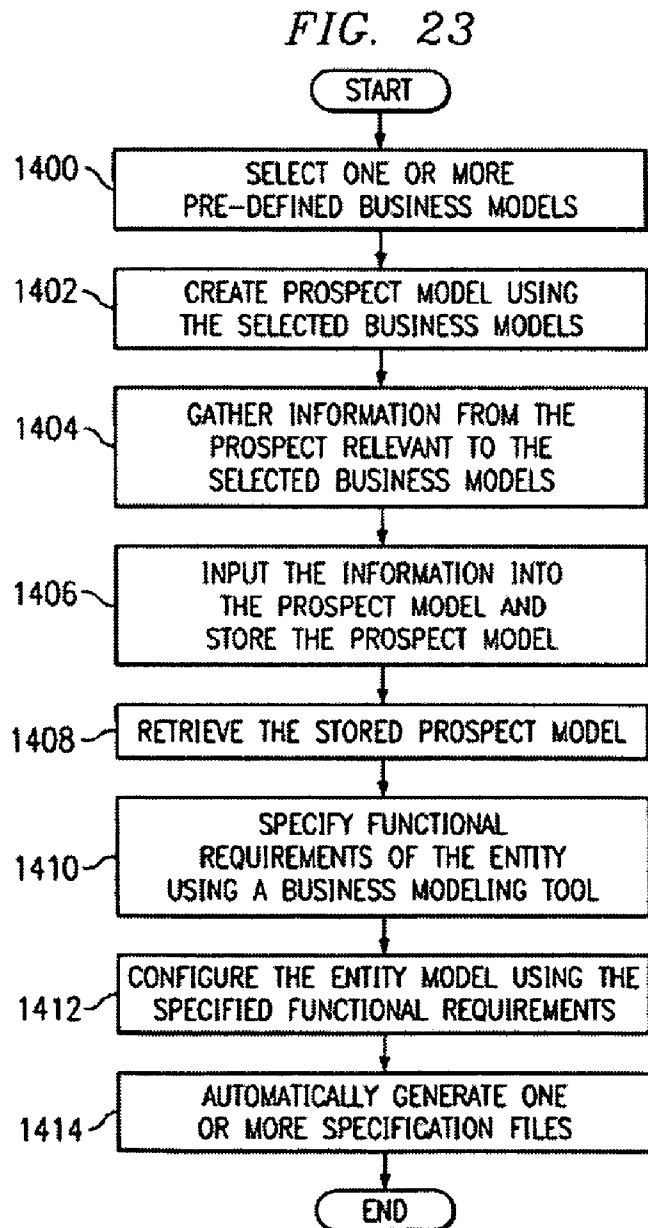 FIG. 23
START
1400
SELECT ONE OR MORE
PRE-DEFINED BUSINESS MODELS
1402
CREATE PROSPECT MODEL USING
THE SELECTED BUSINESS MODELS
1404
GATHER INFORMATION FROM THE
PROSPECT RELEVANT TO THE
SELECTED BUSINESS MODELS
1406
INPUT THE INFORMATION INTO
THE PROSPECT MODEL AND
STORE THE PROSPECT MODEL
1408
RETRIEVE THE STORED PROSPECT MODEL
1410
SPECIFY FUNCTIONAL
REQUIREMENTS OF THE ENTITY
USING A BUSINESS MODELING TOOL
1412
CONFIGURE THE ENTITY MODEL USING THE
SPECIFIED FUNCTIONAL REQUIREMENTS
1414
AUTOMATICALLY GENERATE ONE
OR MORE SPECIFICATION FILES
END